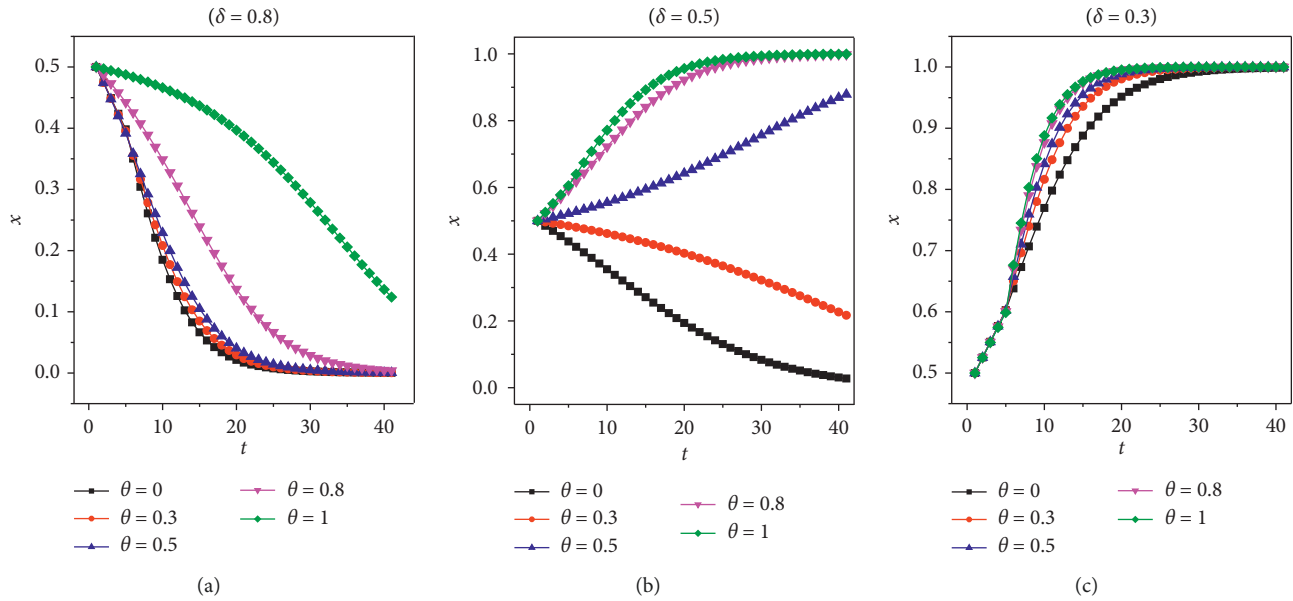 (δ = 0.8)
0.5
0.4
0.3
0.2
0.1
0.0
x
0 10 20 30 40
t
θ = 0
θ = 0.3
θ = 0.5
θ = 0.8
θ = 1
(a)
(δ = 0.5)
1.0
0.8
0.6
0.4
0.2
0.0
x
0 10 20 30 40
t
θ = 0
θ = 0.3
θ = 0.5
θ = 0.8
θ = 1
(b)
(δ = 0.3)
1.0
0.9
0.8
0.7
0.6
0.5
x
0 10 20 30 40
t
θ = 0
θ = 0.3
θ = 0.5
θ = 0.8
θ = 1
(c)